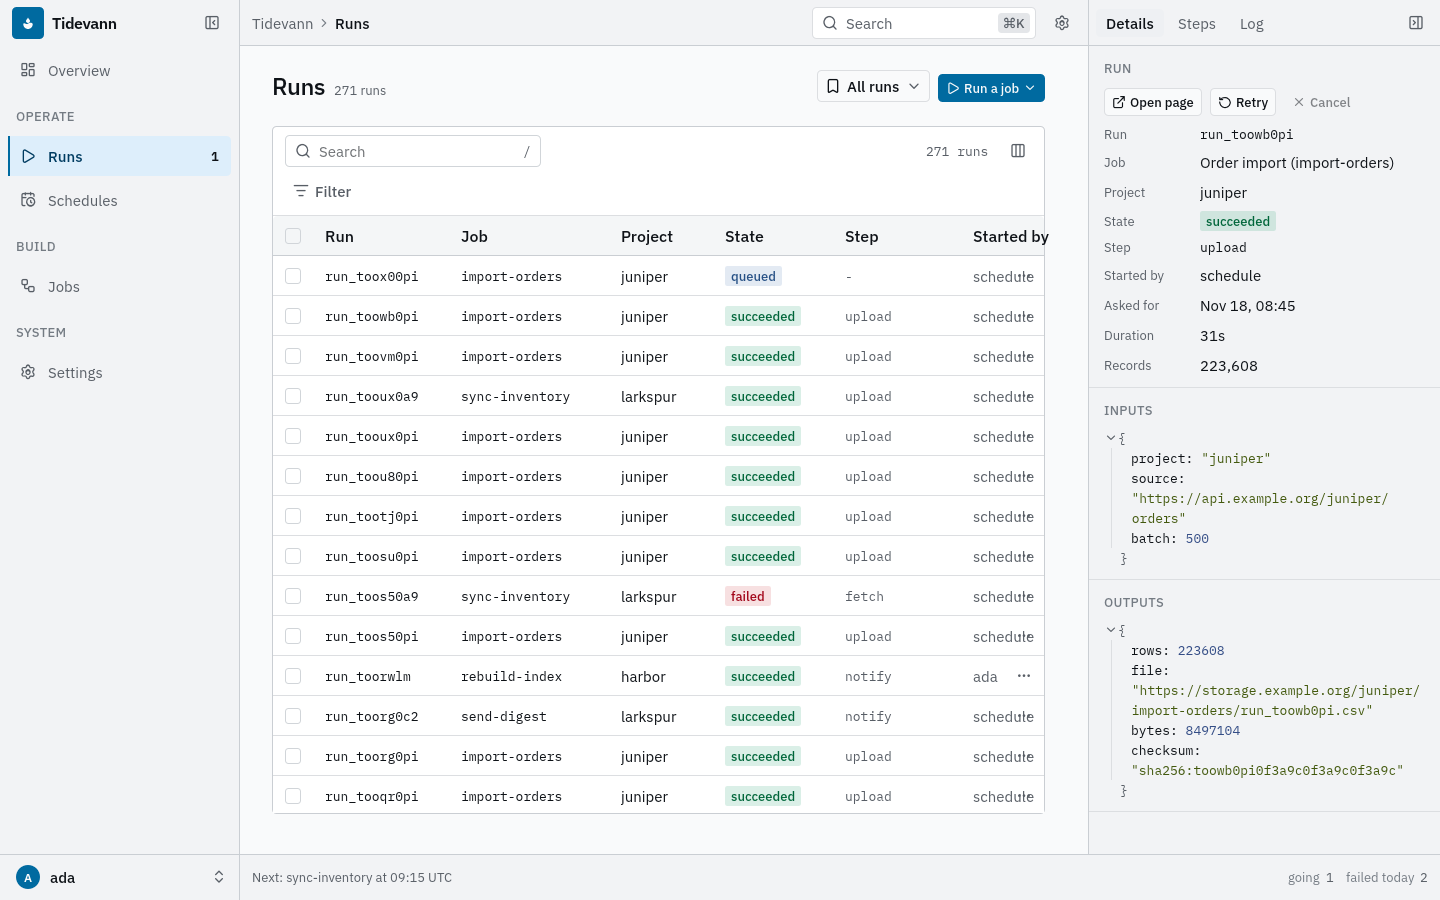 Tidevann
Overview
OPERATE
Runs 1
Schedules
BUILD
Jobs
SYSTEM
Settings
ada
A
Tidevann > Runs
Search ⌘K
Runs 271 runs
All runs
Run a job
Search /
271 runs
Filter
Run Job Project State Step Started by
run_toox00pi import-orders juniper queued - schedule
run_toowb0pi import-orders juniper succeeded upload schedule
run_toovm0pi import-orders juniper succeeded upload schedule
run_tooux0a9 sync-inventory larkspur succeeded upload schedule
run_tooux0pi import-orders juniper succeeded upload schedule
run_toou80pi import-orders juniper succeeded upload schedule
run_tootj0pi import-orders juniper succeeded upload schedule
run_toosu0pi import-orders juniper succeeded upload schedule
run_toos50a9 sync-inventory larkspur failed fetch schedule
run_toos50pi import-orders juniper succeeded upload schedule
run_toorwlm rebuild-index harbor succeeded notify ada ···
run_toorg0c2 send-digest larkspur succeeded notify schedule
run_toorg0pi import-orders juniper succeeded upload schedule
run_tooqr0pi import-orders juniper succeeded upload schedule
Next: sync-inventory at 09:15 UTC
going 1 failed today 2
Details Steps Log
RUN
Open page Retry Cancel
Run run_toowb0pi
Job Order import (import-orders)
Project juniper
State succeeded
Step upload
Started by schedule
Asked for Nov 18, 08:45
Duration 31s
Records 223,608
INPUTS
{
project: "juniper"
source:
"https://api.example.org/juniper/
orders"
batch: 500
}
OUTPUTS
{
rows: 223608
file:
"https://storage.example.org/juniper/
import-orders/run_toowb0pi.csv"
bytes: 8497104
checksum:
"sha256:toowb0pi0f3a9c0f3a9c0f3a9c"
}